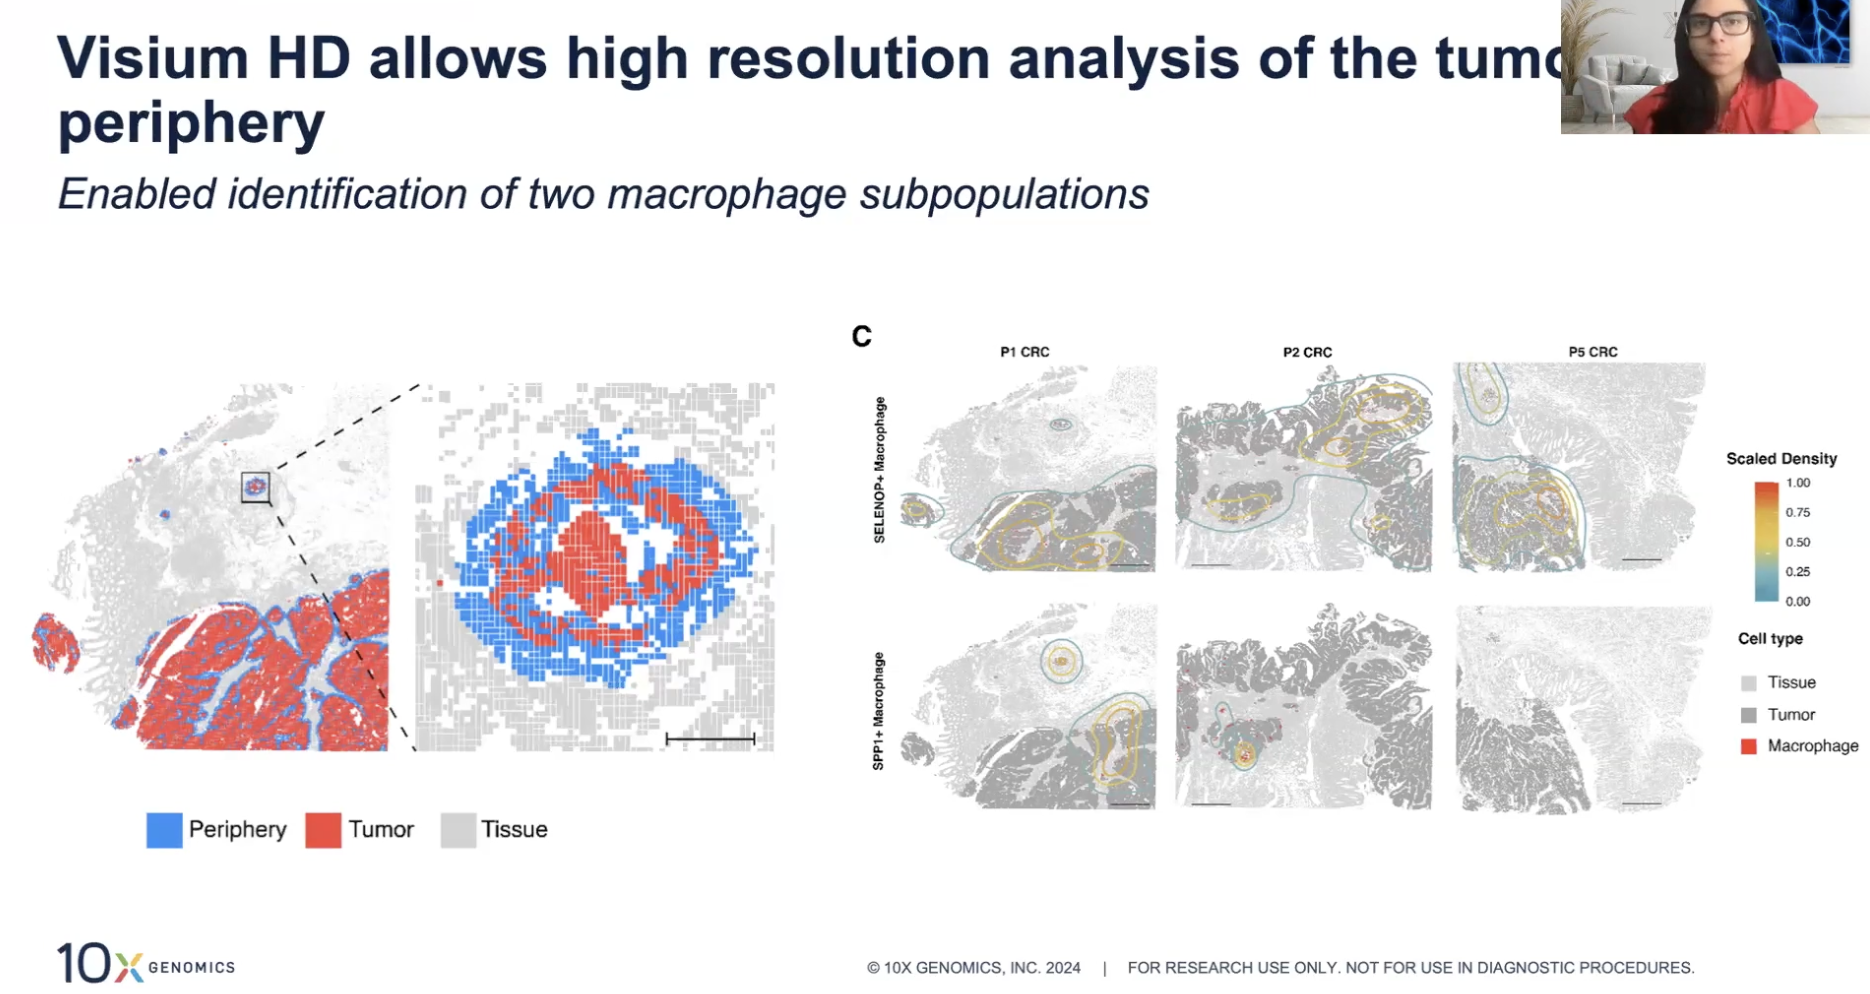 Visium HD allows high resolution analysis of the tumo
periphery
Enabled identification of two macrophage subpopulations
Periphery
Tumor
Tissue
C
P1 CRC
P2 CRC
P5 CRC
SELENOP+ Macrophage
SPP1+ Macrophage
Scaled Density
1.00
0.75
0.50
0.25
0.00
Cell type
Tissue
Tumor
Macrophage
10X GENOMICS
© 10X GENOMICS, INC. 2024 | FOR RESEARCH USE ONLY. NOT FOR USE IN DIAGNOSTIC PROCEDURES.